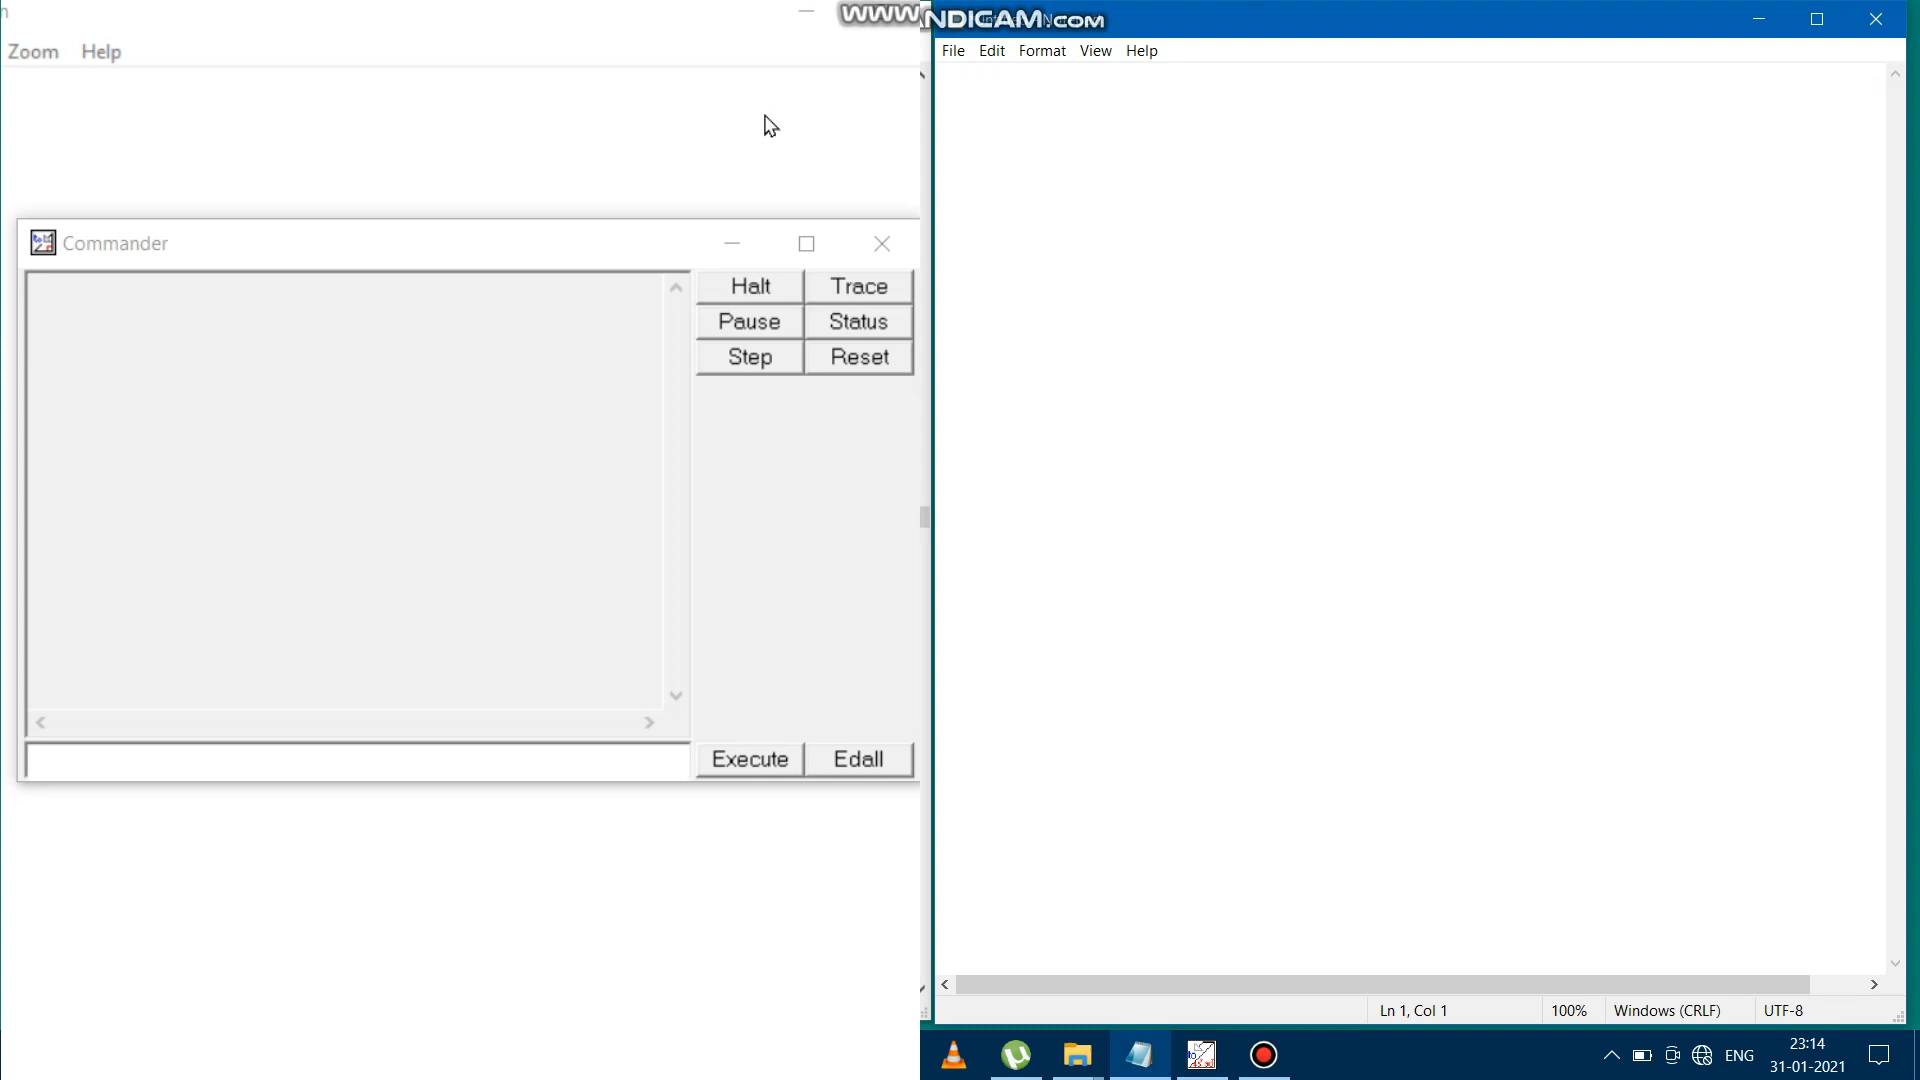 WWW.
NDICAM.COM
Zoom Help
File Edit Format View Help
Commander
Halt Trace
Pause Status
Step Reset
Execute Edall
Ln 1, Col 1 100% Windows (CRLF) UTF-8
ENG 23:14
31-01-2021